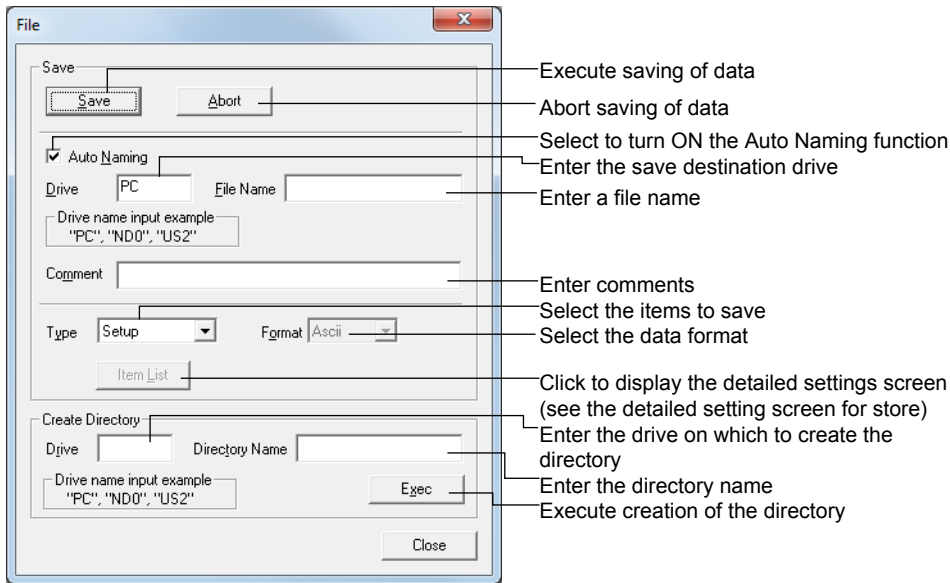 File
Save
Save Abort
Execute saving of data
Abort saving of data
Auto Naming
Select to turn ON the Auto Naming function
Drive PC File Name
Enter the save destination drive
Enter a file name
Drive name input example
"PC", "ND0", "US2"
Comment
Enter comments
Select the items to save
Type Setup Format Ascii
Select the data format
Item List
Click to display the detailed settings screen
(see the detailed setting screen for store)
Create Directory
Enter the drive on which to create the
directory
Drive Directory Name
Enter the directory name
Drive name input example
"PC", "ND0", "US2"
Exec
Execute creation of the directory
Close